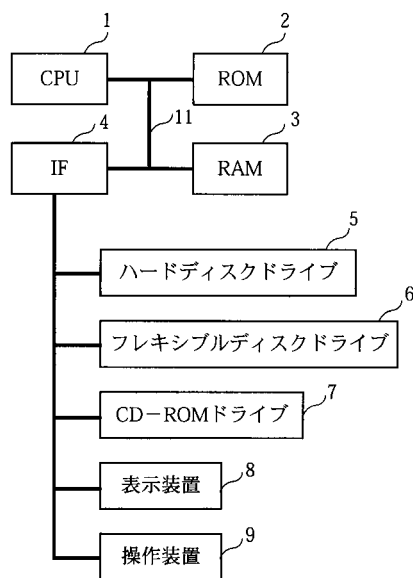 1
CPU
2
ROM
4
IF
11
3
RAM
5
ハードディスクドライブ
6
フレキシブルディスクドライブ
7
CD－ROMドライブ
8
表示装置
9
操作装置